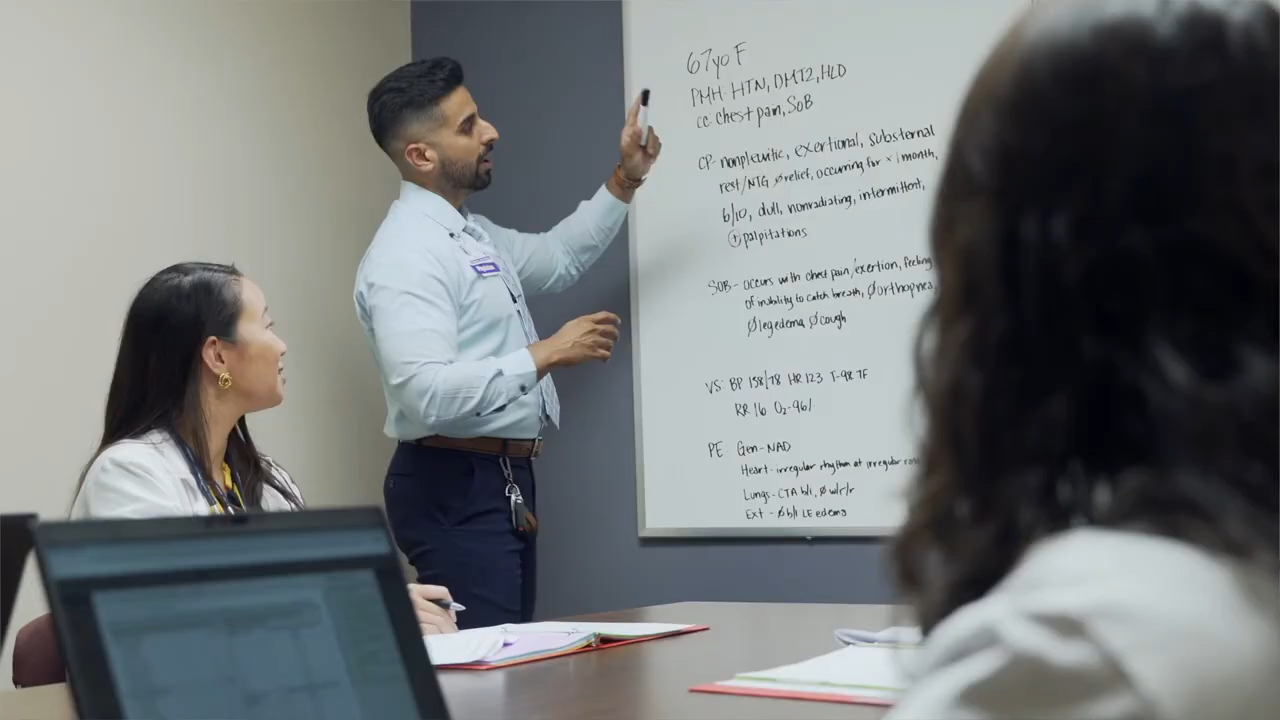 67yo F
PMH: HTN, DMT2, HLD
cc: chest pain, SOB
CP- nonpleuritic, exertional, substernal
rest/NTG ∅relief, occurring for x 1 month,
6/10, dull, nonradiating, intermittent,
⊕palpitations
SOB- occurs with chest pain/exertion, feeling
of inability to catch breath, ∅orthopnea,
∅leg edema, ∅cough
VS: BP 158/78 HR 123 T-98.7F
RR 16 O2-96%
PE Gen-NAD
Heart-irregular rhythm at irregular
Lungs-CTA b/l, ∅ w/r/r
Ext - ∅ b/l LE edema